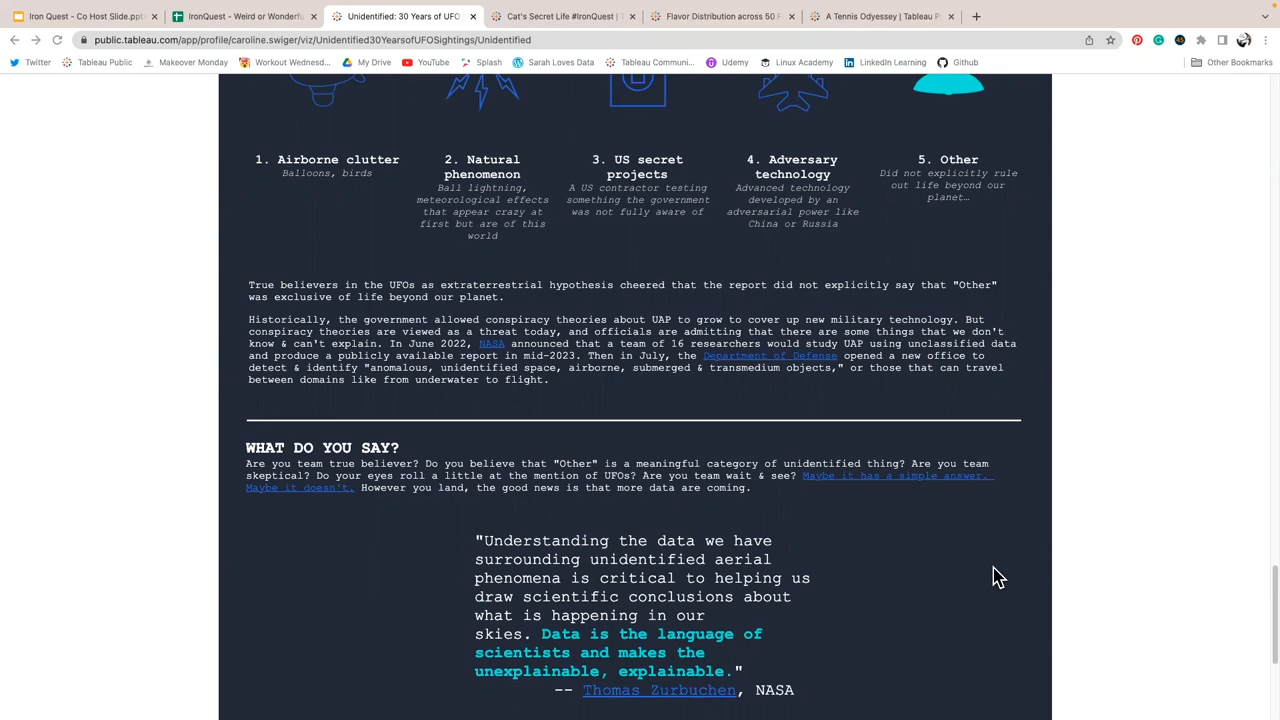 Iron Quest - Co Host Slide.ppt
IronQuest - Weird or Wonderfu
Unidentified: 30 Years of UFO
Cat's Secret Life #IronQuest |
Flavor Distribution across 50 F
A Tennis Odyssey | Tableau P
public.tableau.com/app/profile/caroline.swiger/viz/Unidentified30YearsofUFOSightings/Unidentified
Twitter
Tableau Public
Makeover Monday
Workout Wednesd...
My Drive
YouTube
Splash
Sarah Loves Data
Tableau Communi...
Udemy
Linux Academy
LinkedIn Learning
Github
Other Bookmarks
1. Airborne clutter
Balloons, birds
2. Natural
phenomenon
Ball lightning,
meteorological effects
that appear crazy at
first but are of this
world
3. US secret
projects
A US contractor testing
something the government
was not fully aware of
4. Adversary
technology
Advanced technology
developed by an
adversarial power like
China or Russia
5. Other
Did not explicitly rule
out life beyond our
planet…
True believers in the UFOs as extraterrestrial hypothesis cheered that the report did not explicitly say that "Other"
was exclusive of life beyond our planet.
Historically, the government allowed conspiracy theories about UAP to grow to cover up new military technology. But
conspiracy theories are viewed as a threat today, and officials are admitting that there are some things that we don't
know & can't explain. In June 2022, NASA announced that a team of 16 researchers would study UAP using unclassified data
and produce a publicly available report in mid-2023. Then in July, the Department of Defense opened a new office to
detect & identify "anomalous, unidentified space, airborne, submerged & transmedium objects," or those that can travel
between domains like from underwater to flight.
WHAT DO YOU SAY?
Are you team true believer? Do you believe that "Other" is a meaningful category of unidentified thing? Are you team
skeptical? Do your eyes roll a little at the mention of UFOs? Are you team wait & see? Maybe it has a simple answer.
Maybe it doesn't. However you land, the good news is that more data are coming.
"Understanding the data we have
surrounding unidentified aerial
phenomena is critical to helping us
draw scientific conclusions about
what is happening in our
skies. Data is the language of
scientists and makes the
unexplainable, explainable."
-- Thomas Zurbuchen, NASA